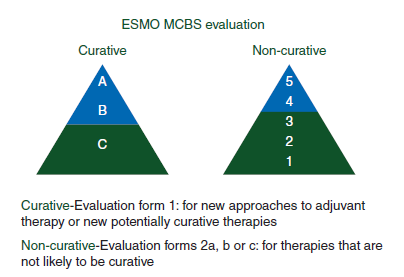 ESMO MCBS evaluation
Curative
Non-curative
A
B
C
5
4
3
2
1
Curative-Evaluation form 1: for new approaches to adjuvant
therapy or new potentially curative therapies
Non-curative-Evaluation forms 2a, b or c: for therapies that are
not likely to be curative